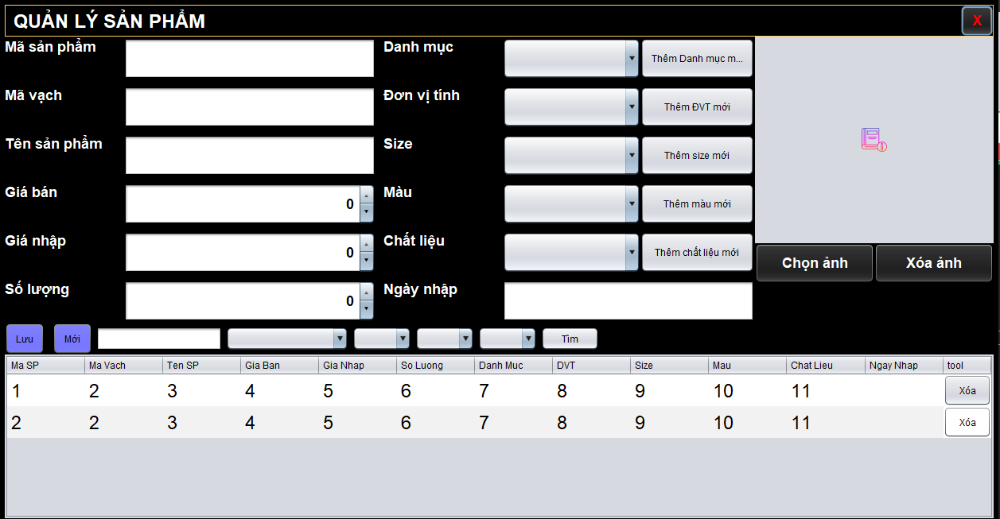 QUẢN LÝ SẢN PHẨM X
Mã sản phẩm Danh mục Thêm Danh mục m...
Mã vạch Đơn vị tính Thêm ĐVT mới
Tên sản phẩm Size Thêm size mới
Giá bán 0 Màu Thêm màu mới
Giá nhập 0 Chất liệu Thêm chất liệu mới
Chọn ảnh Xóa ảnh
Số lượng 0 Ngày nhập
Lưu Mới Tìm
Ma SP Ma Vach Ten SP Gia Ban Gia Nhap So Luong Danh Muc DVT Size Mau Chat Lieu Ngay Nhap tool
1 2 3 4 5 6 7 8 9 10 11 Xóa
2 2 3 4 5 6 7 8 9 10 11 Xóa